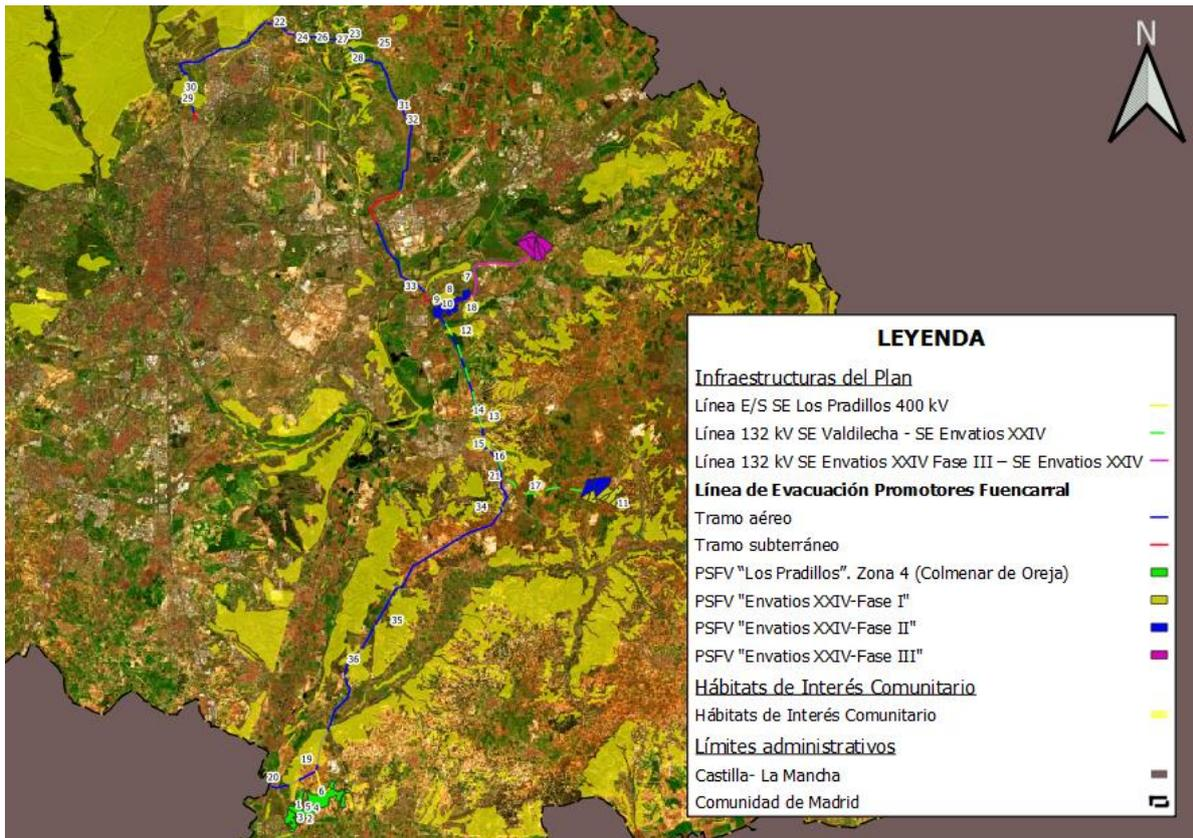 N
22
24 26 27 23
25
28
30
29
31
32
33
7
8
9 10
18
12
14 13
15
16
21
17
11
34
35
36
19
20
6
1 5 4
3 2
LEYENDA
Infraestructuras del Plan
Línea E/S SE Los Pradillos 400 kV
Línea 132 kV SE Valdilecha - SE Envatios XXIV
Línea 132 kV SE Envatios XXIV Fase III – SE Envatios XXIV
Línea de Evacuación Promotores Fuencarral
Tramo aéreo
Tramo subterráneo
PSFV “Los Pradillos”. Zona 4 (Colmenar de Oreja)
PSFV "Envatios XXIV-Fase I"
PSFV "Envatios XXIV-Fase II"
PSFV "Envatios XXIV-Fase III"
Hábitats de Interés Comunitario
Hábitats de Interés Comunitario
Límites administrativos
Castilla- La Mancha
Comunidad de Madrid